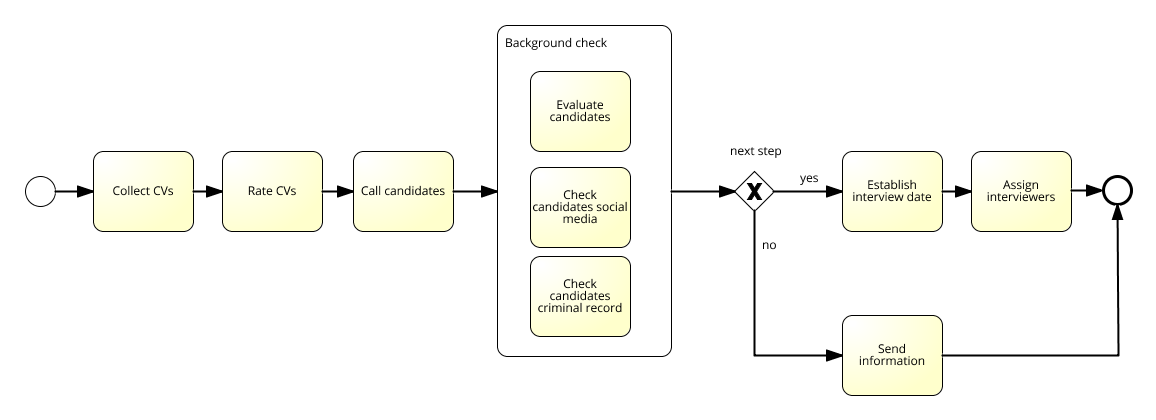 Background check
Evaluate
candidates
Collect CVs
Rate CVs
Call candidates
Check
candidates social
media
Check
candidates
criminal record
next step
X
yes
no
Establish
interview date
Assign
interviewers
Send
information